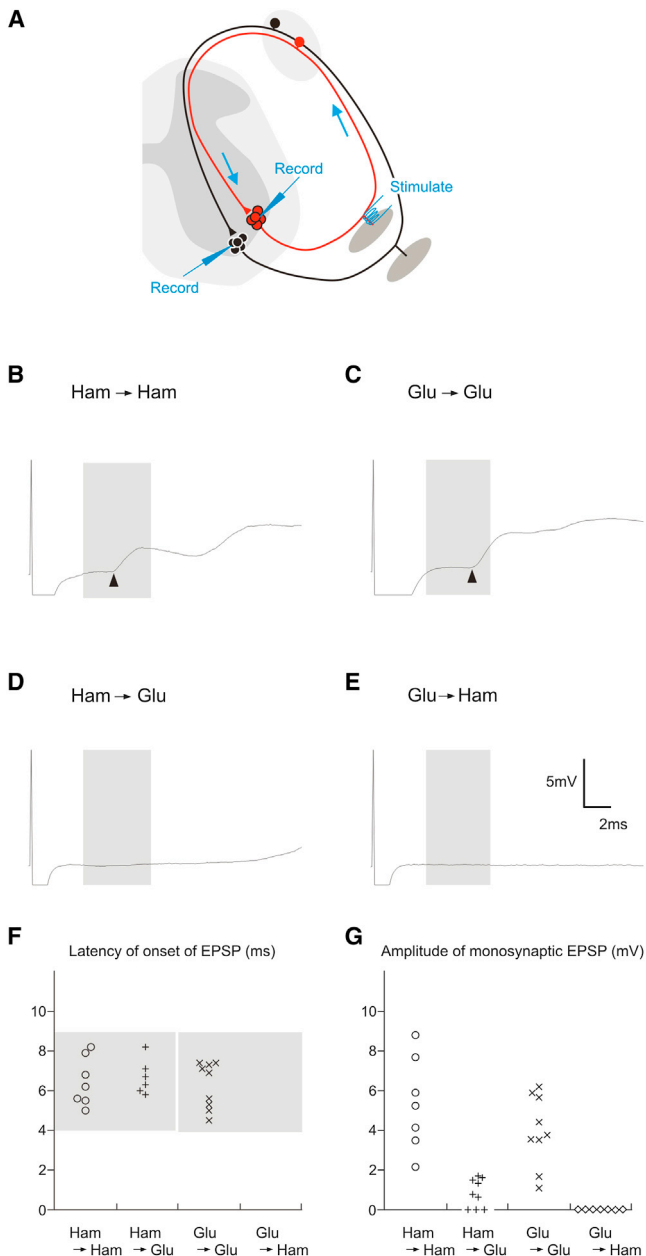 A
Record
Stimulate
Record
B
Ham → Ham
C
Glu → Glu
D
Ham → Glu
E
Glu → Ham
5mV
2ms
F
Latency of onset of EPSP (ms)
10
8
6
4
2
0
Ham → Ham
Ham → Glu
Glu → Glu
Glu → Ham
G
Amplitude of monosynaptic EPSP (mV)
10
8
6
4
2
0
Ham → Ham
Ham → Glu
Glu → Glu
Glu → Ham